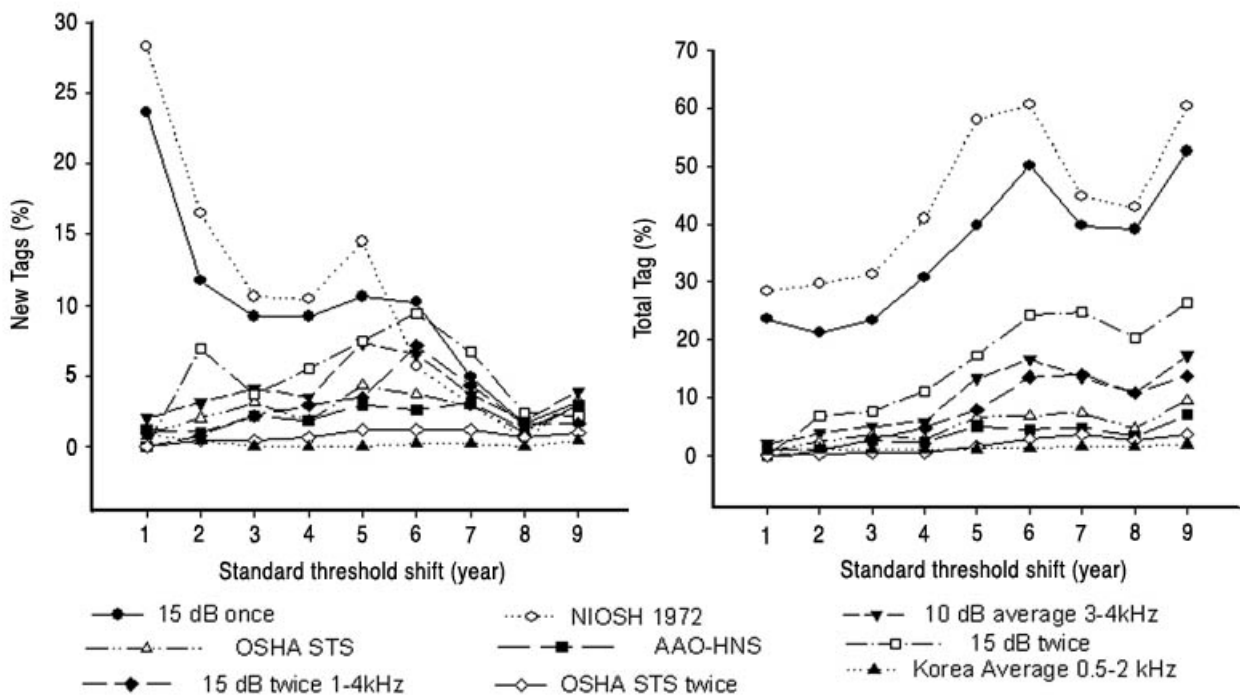 30
25
20
15
10
5
0
New Tags (%)
1 2 3 4 5 6 7 8 9
Standard threshold shift (year)
70
60
50
40
30
20
10
0
Total Tag (%)
1 2 3 4 5 6 7 8 9
Standard threshold shift (year)
15 dB once
NIOSH 1972
10 dB average 3-4kHz
OSHA STS
AAO-HNS
15 dB twice
15 dB twice 1-4kHz
OSHA STS twice
Korea Average 0.5-2 kHz